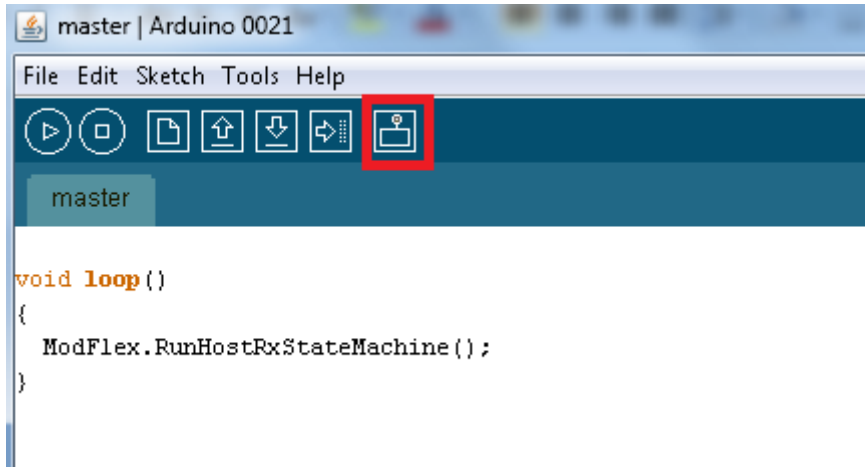 master | Arduino 0021
File Edit Sketch Tools Help
master
void loop()
{
  ModFlex.RunHostRxStateMachine();
}